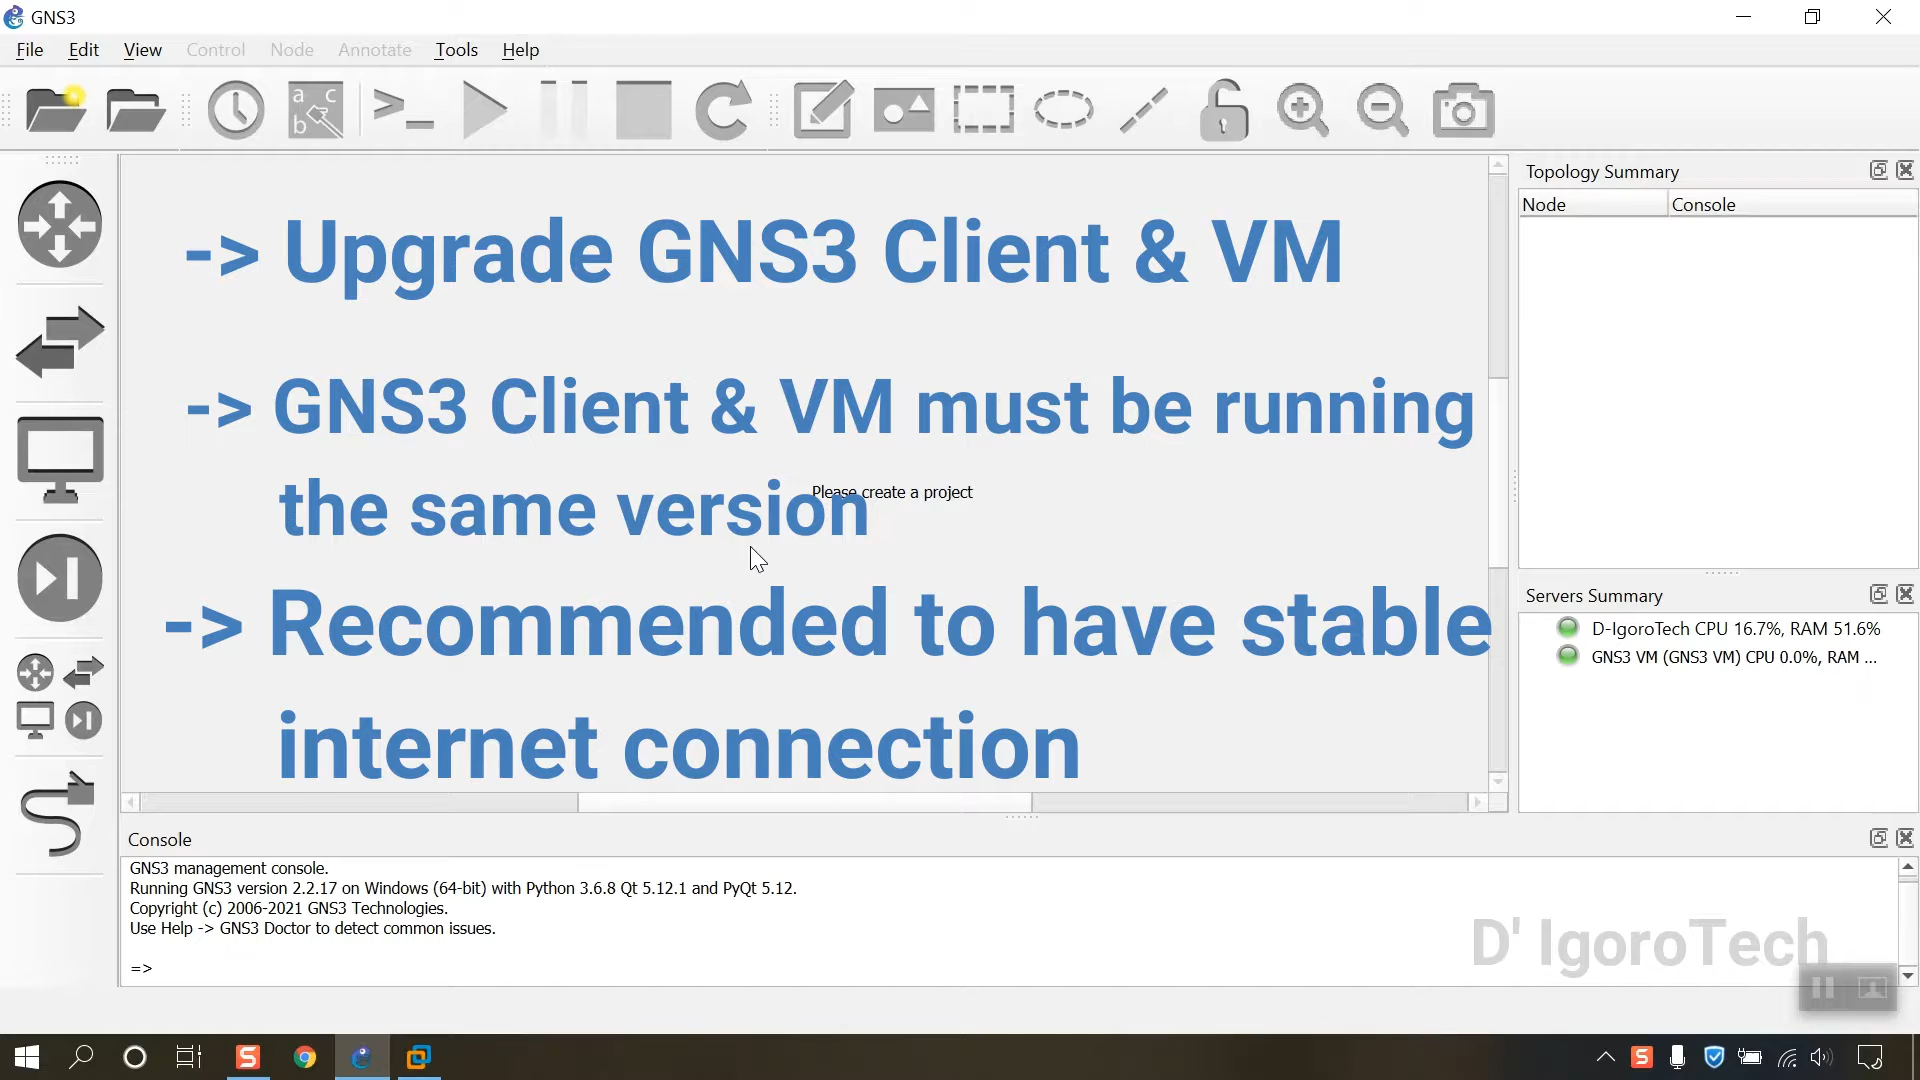 GNS3
File Edit View Control Node Annotate Tools Help
a c
b
-> Upgrade GNS3 Client & VM
-> GNS3 Client & VM must be running
the same version
Please create a project
-> Recommended to have stable
internet connection
Topology Summary
Node Console
Servers Summary
D-IgoroTech CPU 16.7%, RAM 51.6%
GNS3 VM (GNS3 VM) CPU 0.0%, RAM ...
Console
GNS3 management console.
Running GNS3 version 2.2.17 on Windows (64-bit) with Python 3.6.8 Qt 5.12.1 and PyQt 5.12.
Copyright (c) 2006-2021 GNS3 Technologies.
Use Help -> GNS3 Doctor to detect common issues.
=>
D' IgoroTech